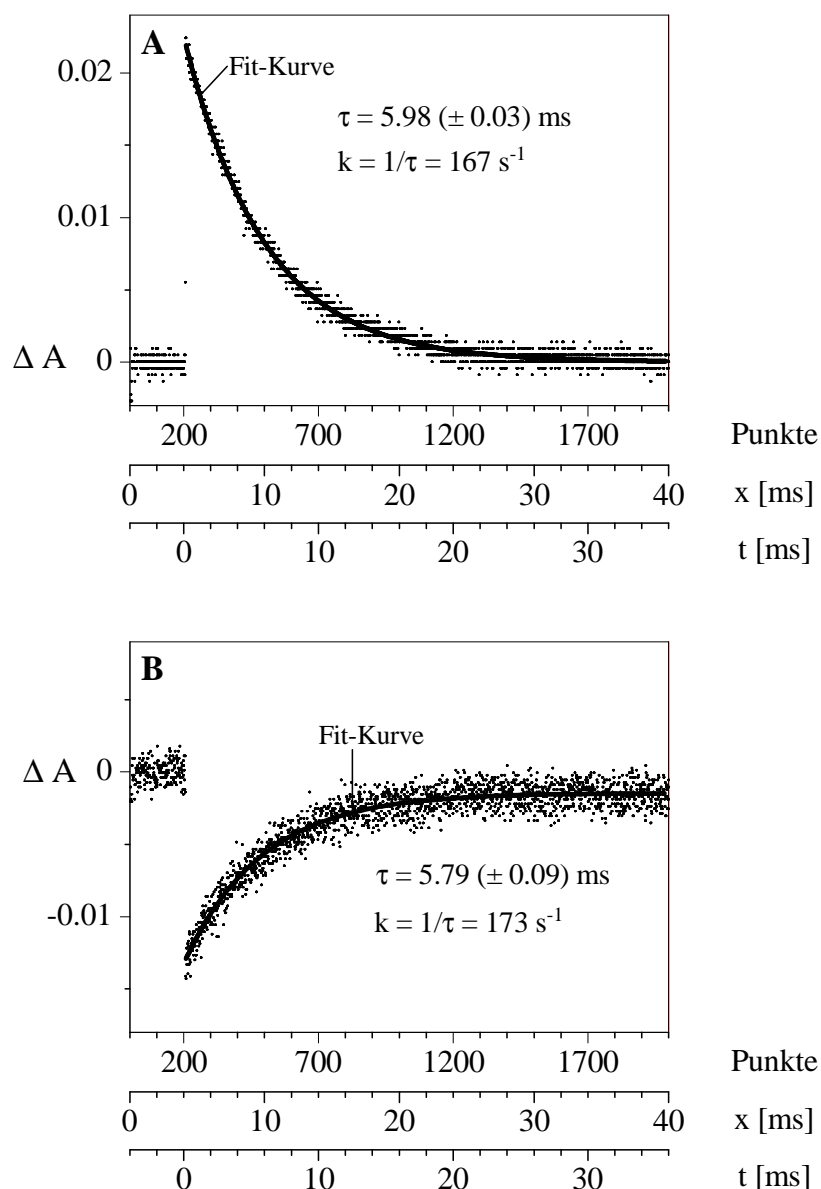 A
0.02
Fit-Kurve
τ = 5.98 (± 0.03) ms
k = 1/τ = 167 s⁻¹
0.01
Δ A 0
200 700 1200 1700 Punkte
0 10 20 30 40 x [ms]
0 10 20 30 t [ms]
B
Fit-Kurve
Δ A 0
τ = 5.79 (± 0.09) ms
-0.01
k = 1/τ = 173 s⁻¹
200 700 1200 1700 Punkte
0 10 20 30 40 x [ms]
0 10 20 30 t [ms]